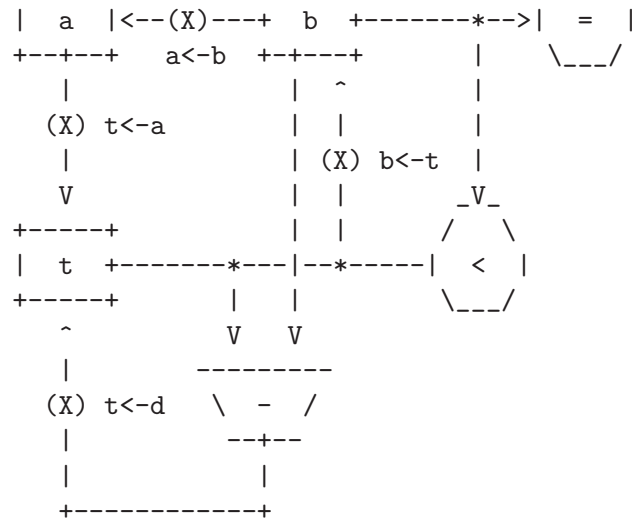 |  a  |<--(X)---+  b  +-------*-->|  =  |
+--+--+   a<-b  +-+---+       |    \___/
   |              |  ^        |
  (X) t<-a        |  |        |
   |              | (X) b<-t  |
   V              |  |       _V_
+-----+           |  |      /   \
|  t  +-------*---|--*-----|  <  |
+-----+       |   |         \___/
   ^          V   V
   |        ---------
  (X) t<-d   \  -  /
   |          --+--
   |            |
   +------------+